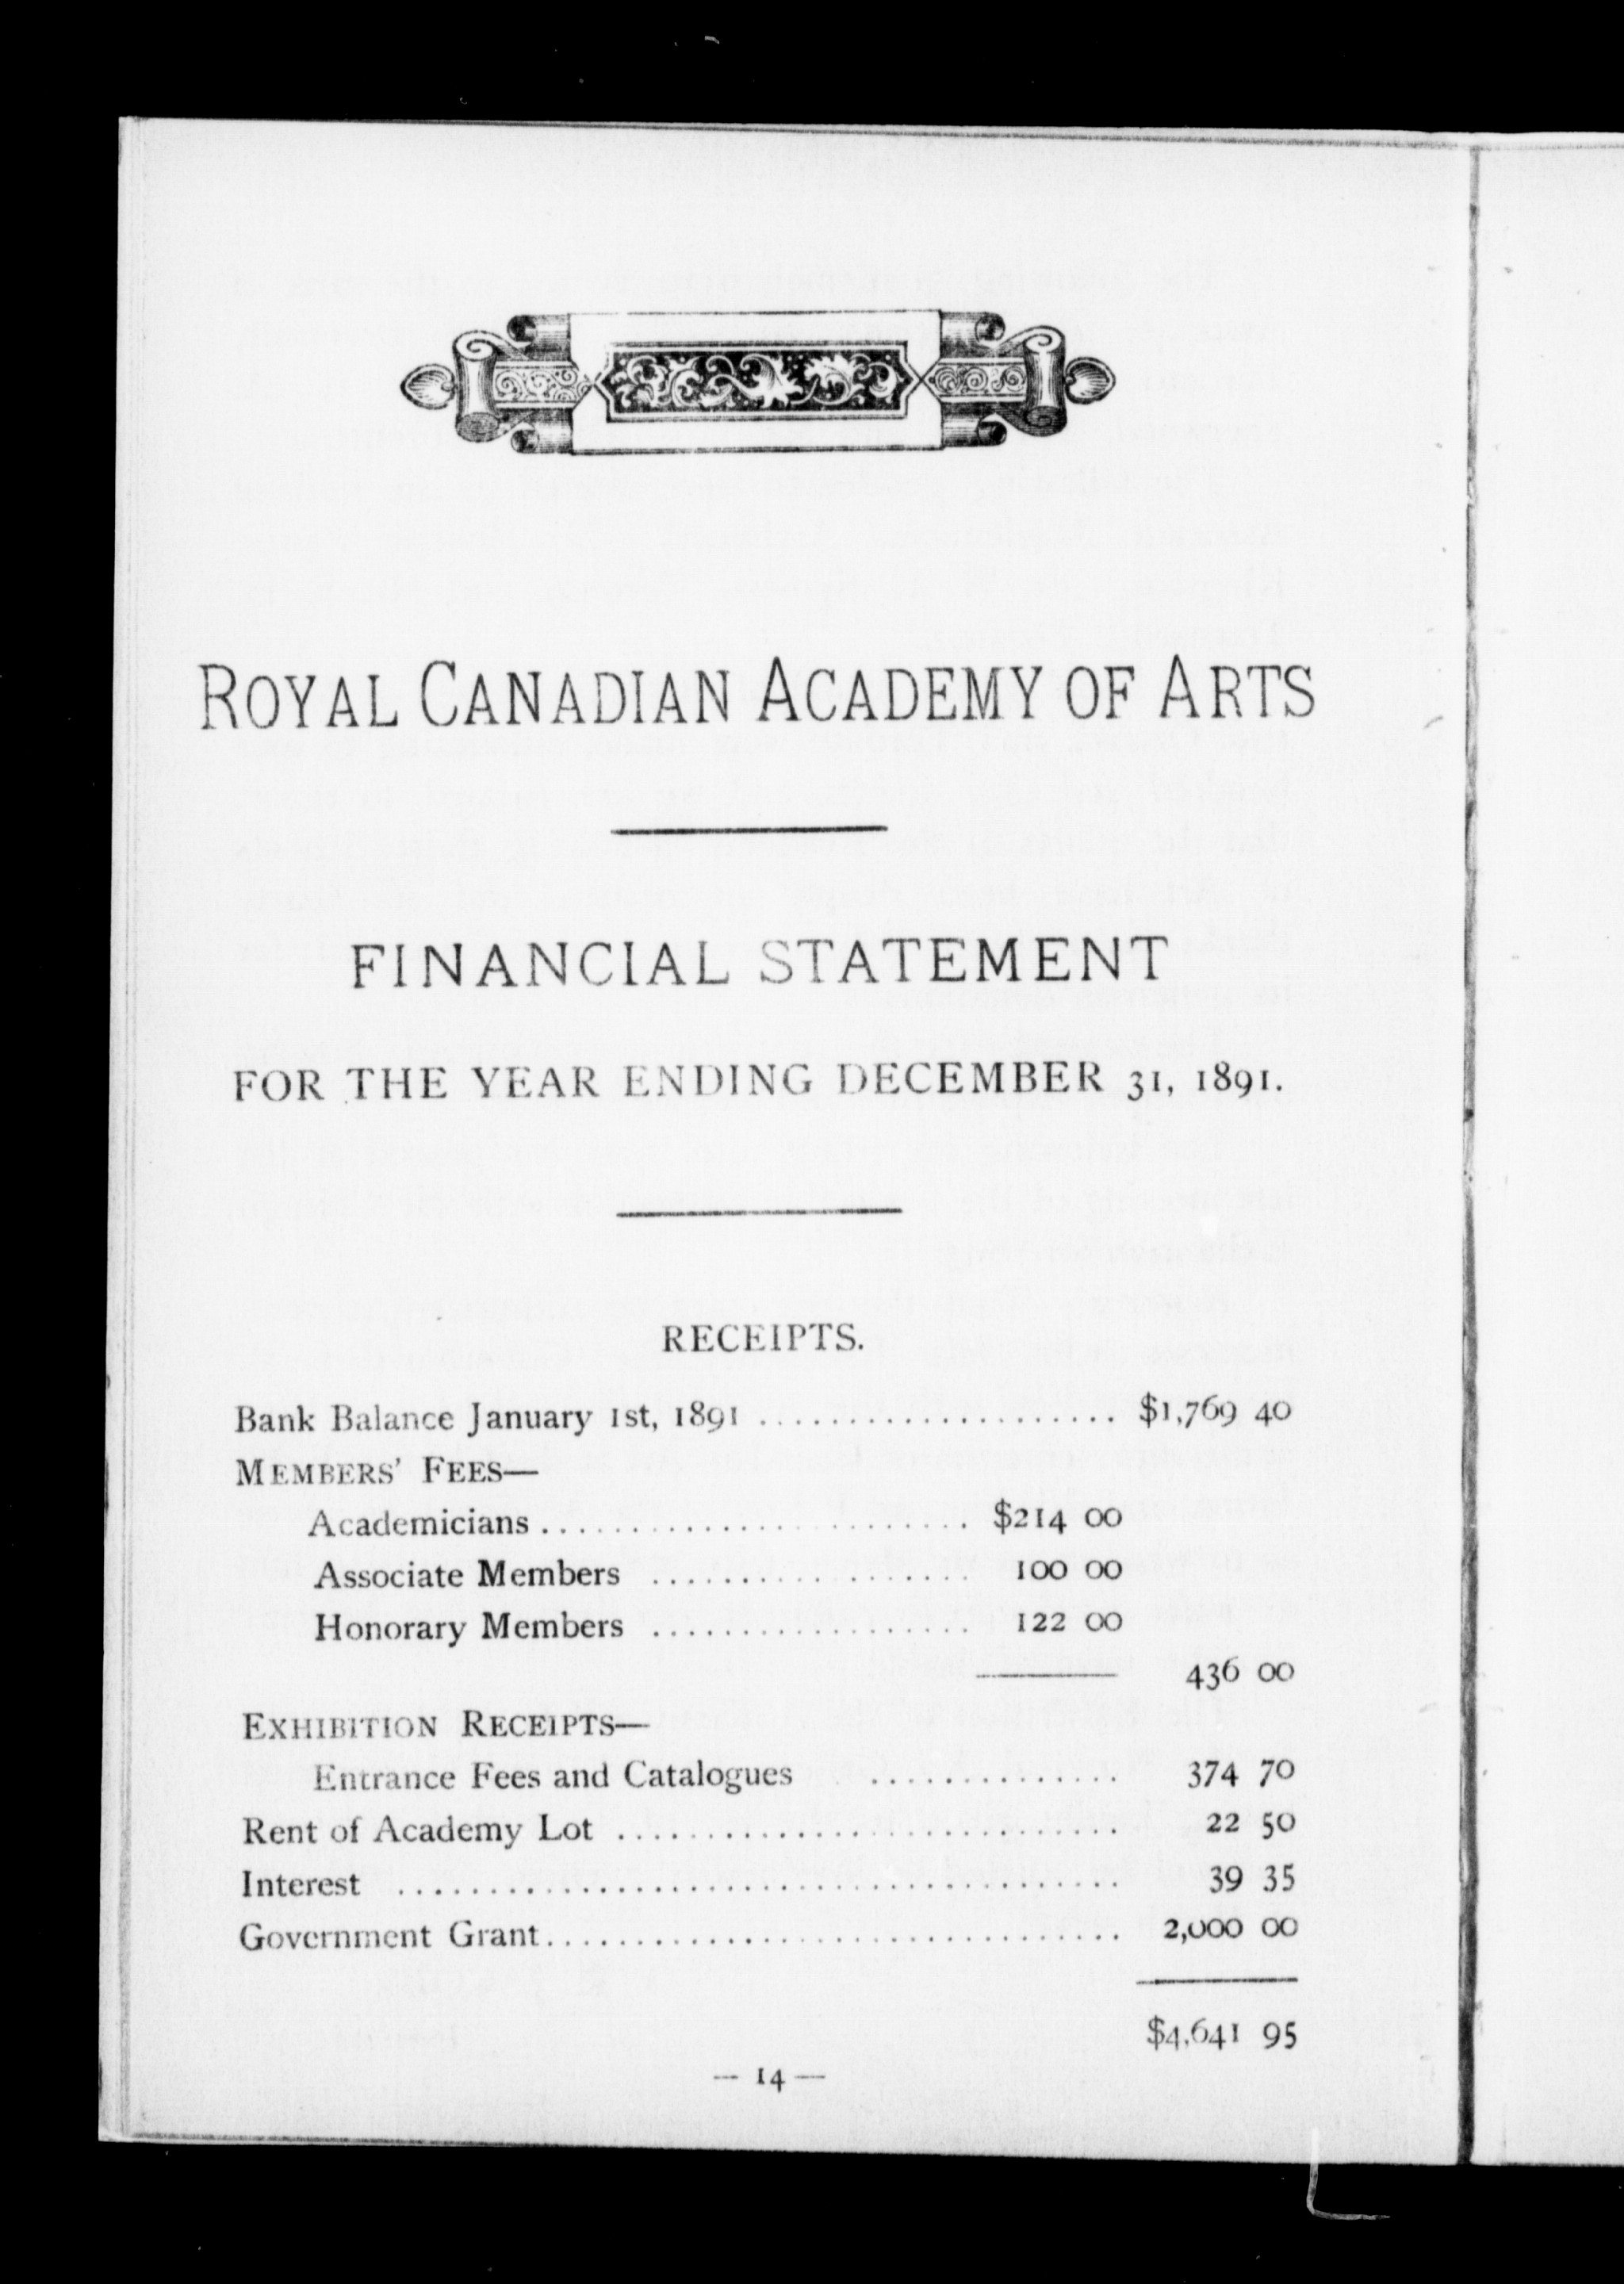 ROYAL CANADIAN ACADEMY OF ARTS
FINANCIAL STATEMENT
FOR THE YEAR ENDING DECEMBER 31, 1891.
RECEIPTS.
Bank Balance January 1st, 1891 .................... $1,769 40
MEMBERS' FEES—
Academicians ........................ $214 00
Associate Members .................. 100 00
Honorary Members .................. 122 00
436 00
EXHIBITION RECEIPTS—
Entrance Fees and Catalogues .............. 374 70
Rent of Academy Lot ............................ 22 50
Interest ........................................ 39 35
Government Grant................................ 2,000 00
$4,641 95
— 14 —